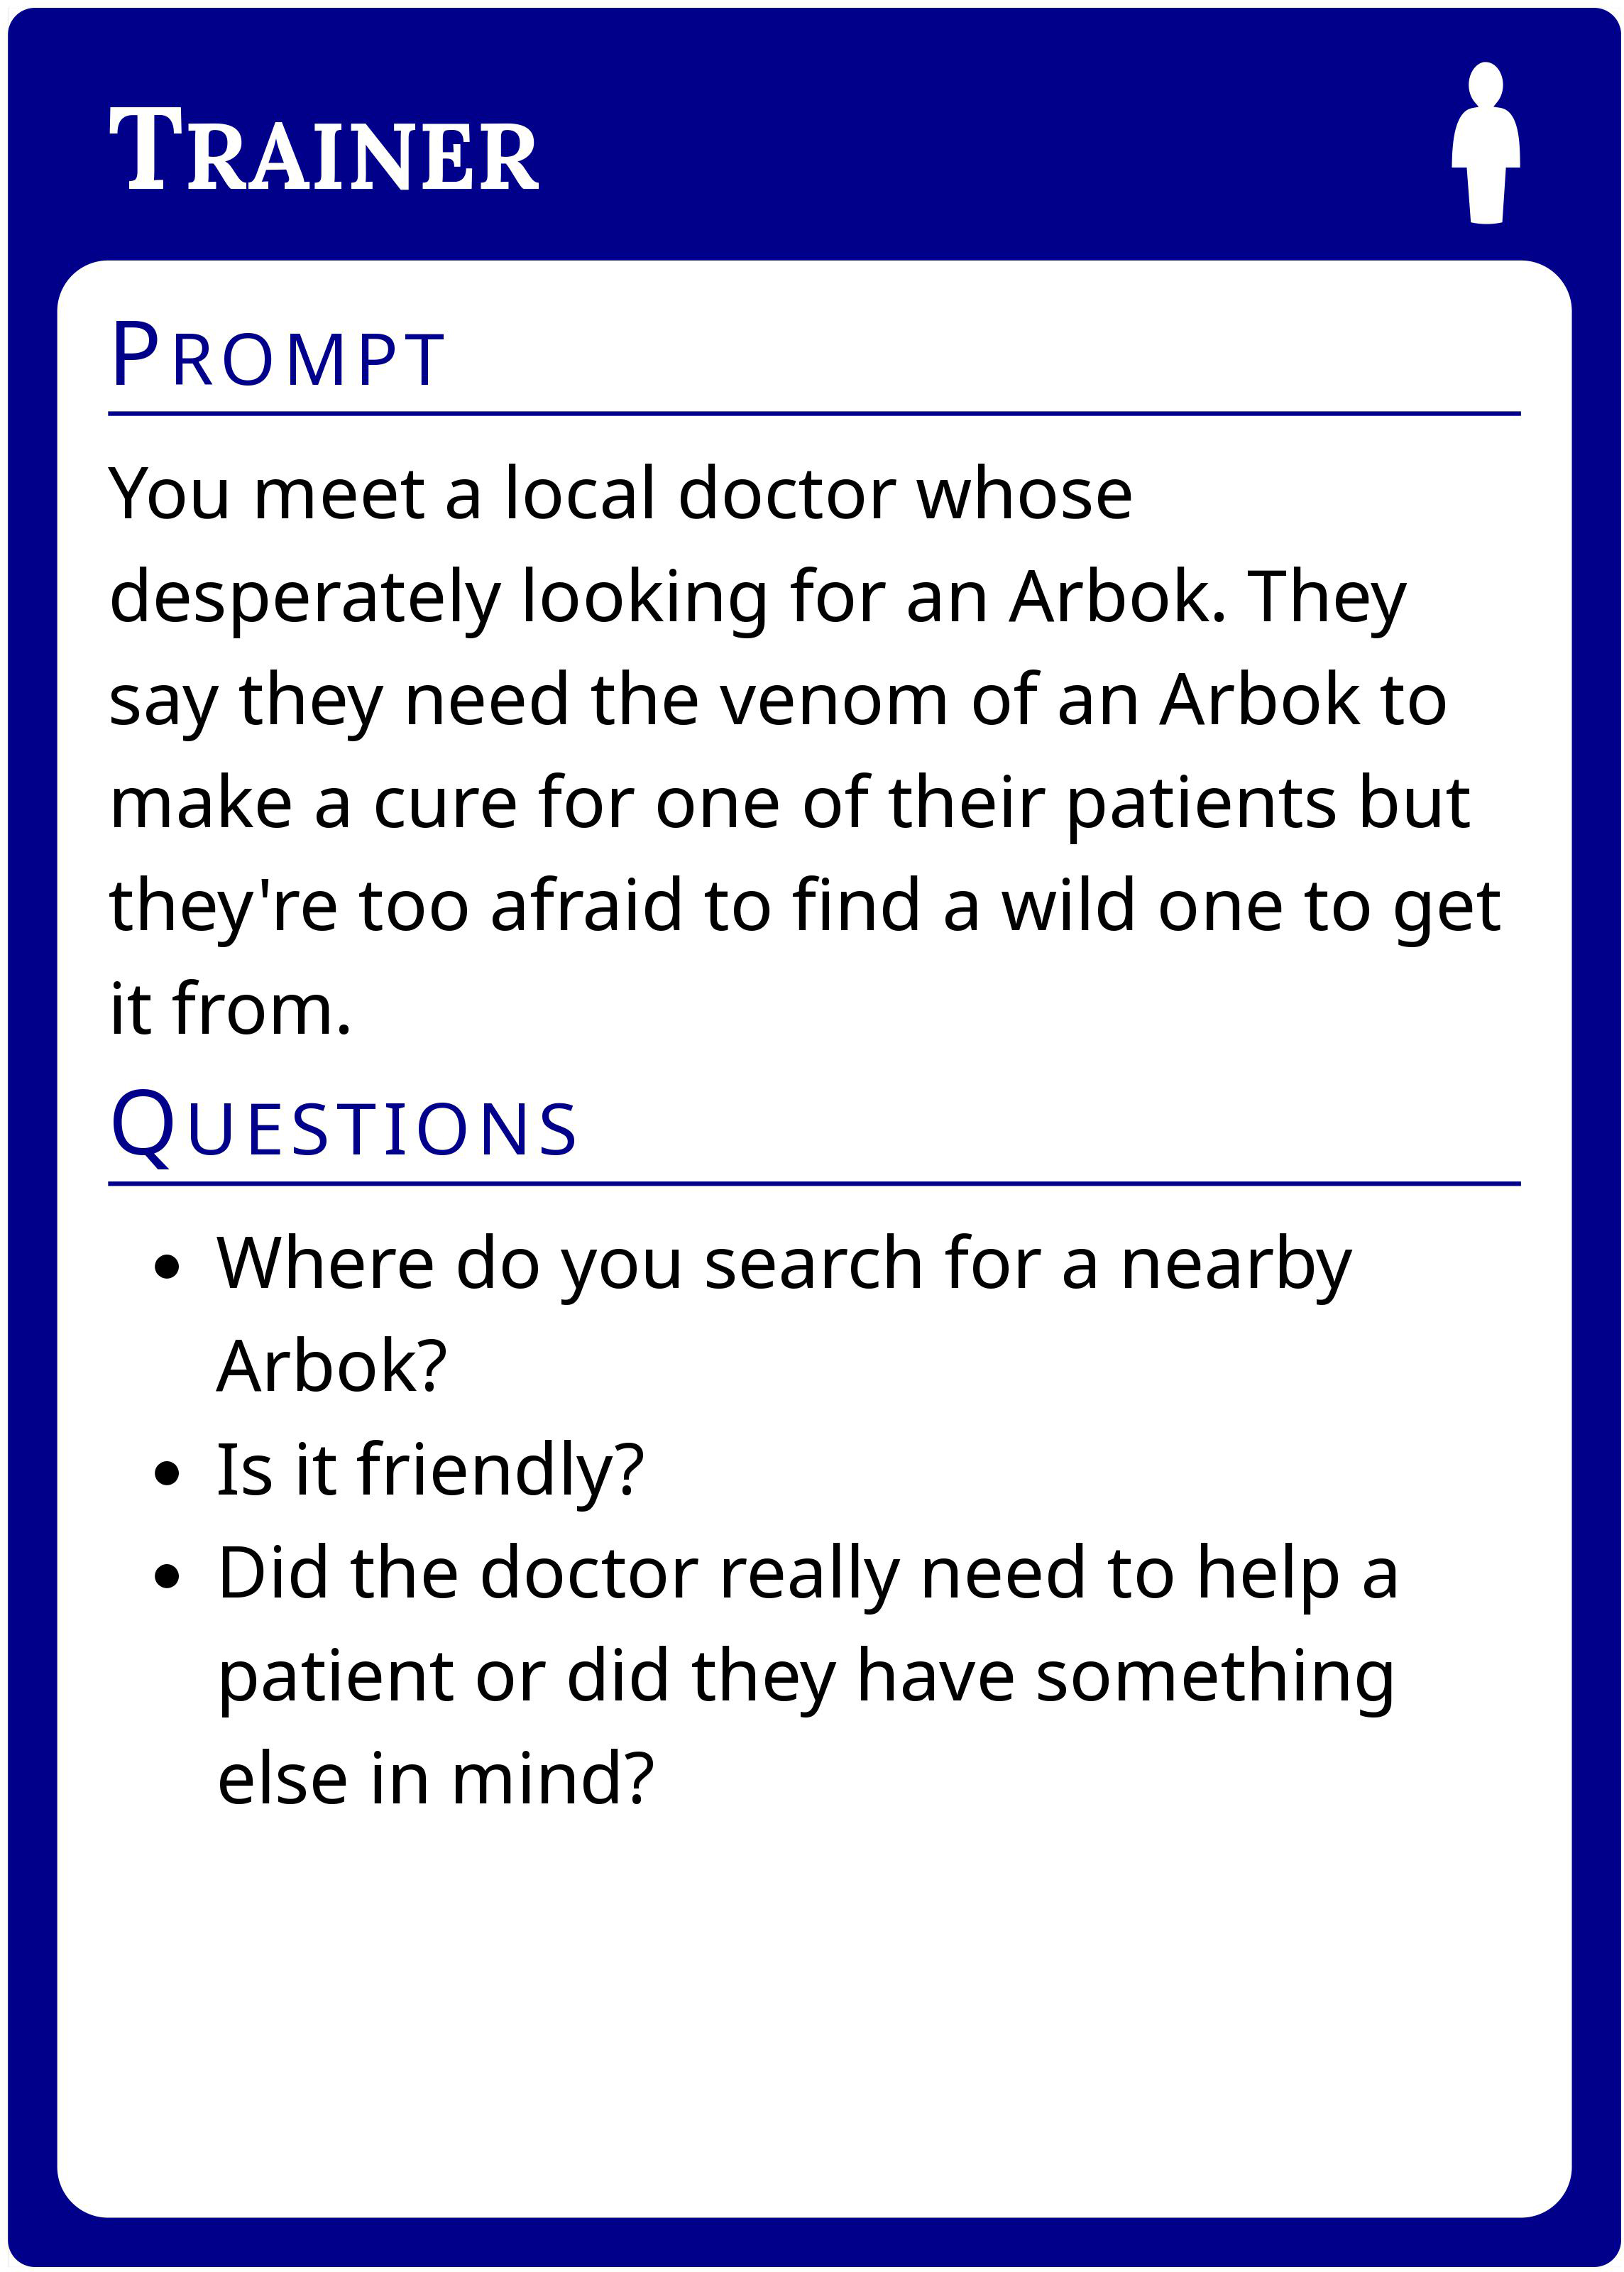 Trainer
Prompt
You meet a local doctor whose
desperately looking for an Arbok. They
say they need the venom of an Arbok to
make a cure for one of their patients but
they're too afraid to find a wild one to get
it from.
Questions
• Where do you search for a nearby
Arbok?
• Is it friendly?
• Did the doctor really need to help a
patient or did they have something
else in mind?